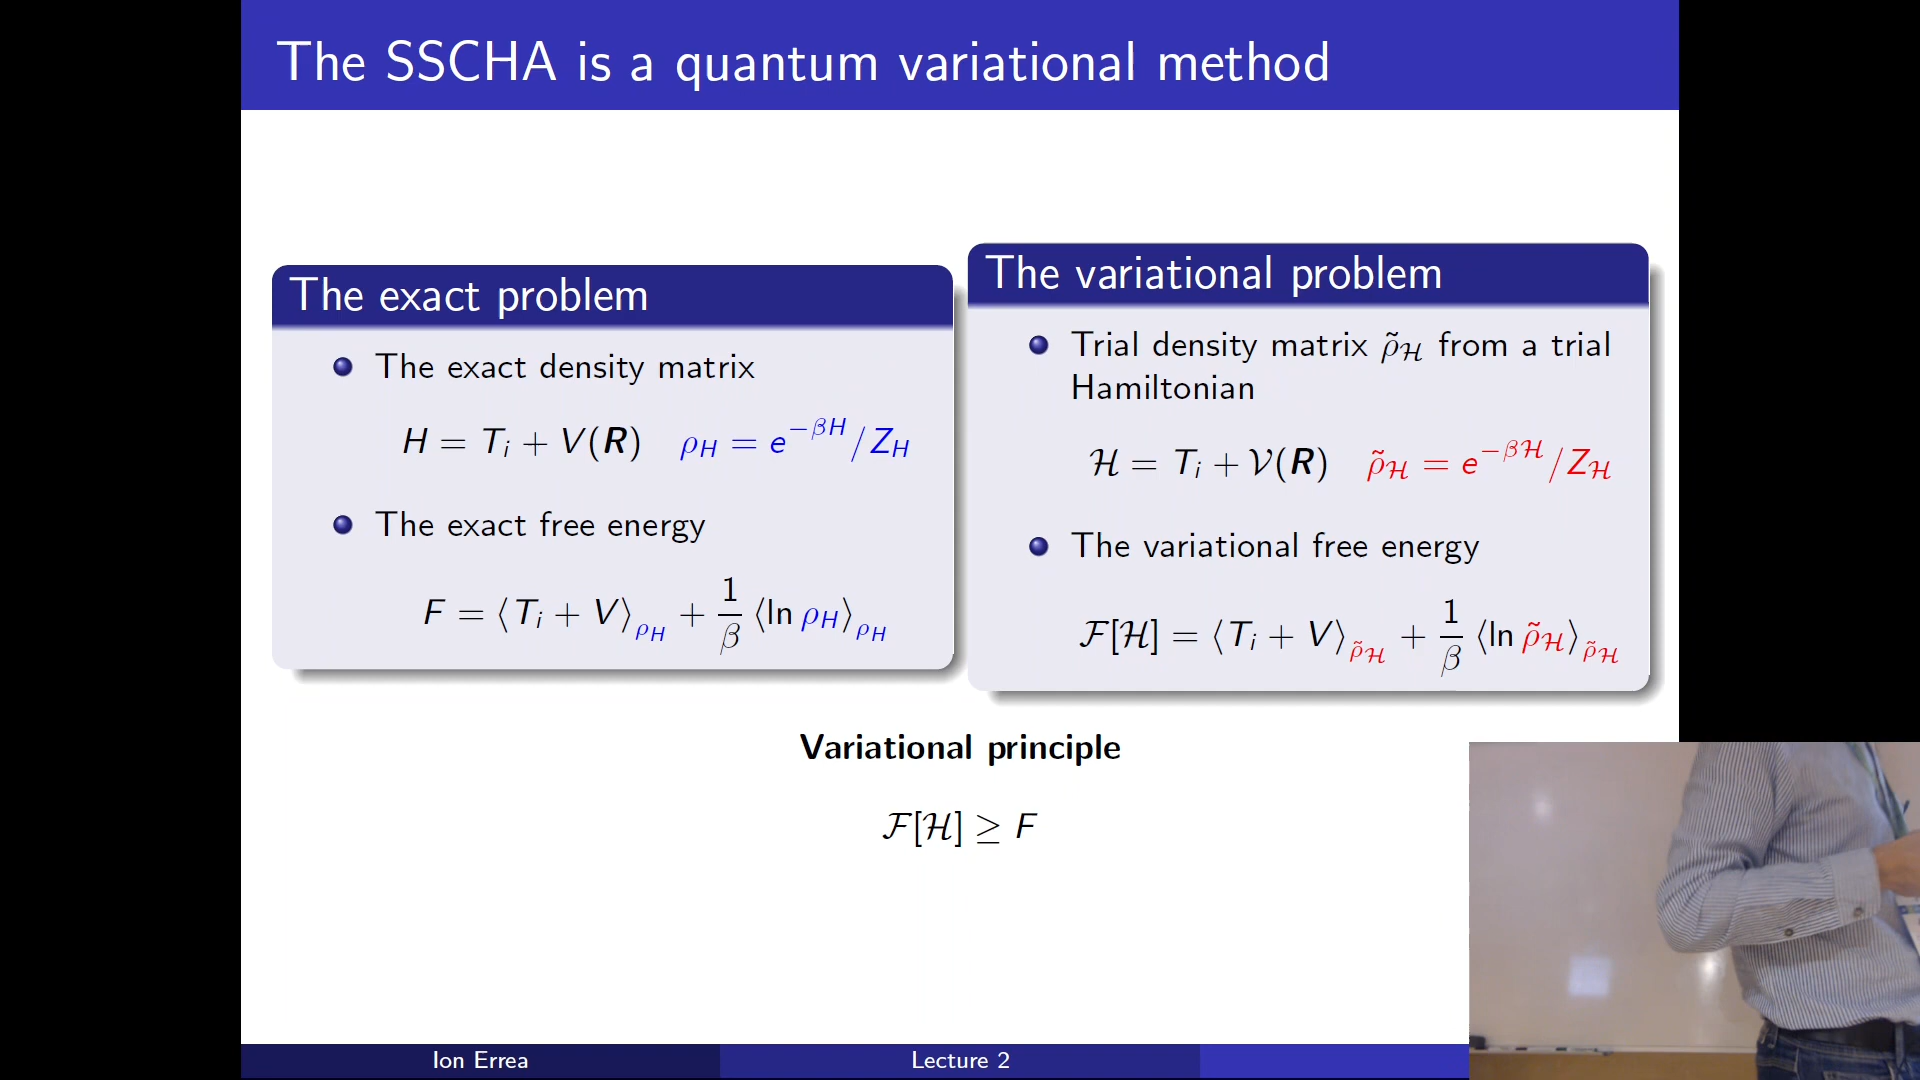 The SSCHA is a quantum variational method
The exact problem
The exact density matrix
H = T_i + V(R) ρ_H = e^{−βH}/Z_H
The exact free energy
F = ⟨T_i + V⟩_{ρ_H} + 1/β ⟨ln ρ_H⟩_{ρ_H}
The variational problem
Trial density matrix ρ̃_ℋ from a trial
Hamiltonian
ℋ = T_i + 𝒱(R) ρ̃_ℋ = e^{−βℋ}/Z_ℋ
The variational free energy
ℱ[ℋ] = ⟨T_i + V⟩_{ρ̃_ℋ} + 1/β ⟨ln ρ̃_ℋ⟩_{ρ̃_ℋ}
Variational principle
ℱ[ℋ] ≥ F
Ion Errea
Lecture 2